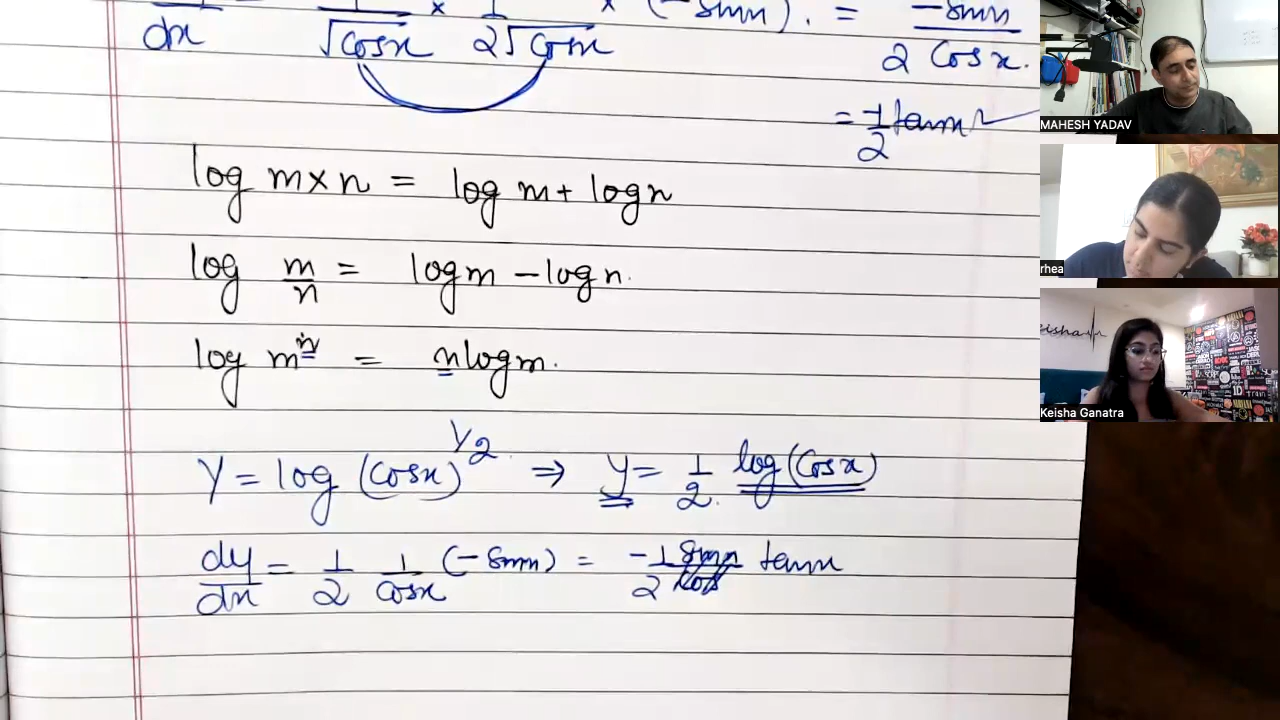 dx √cosx × 1/2√cosx × (-sinx). = -sinx/2 cosx.
= -1/2 tanx
log m×n = log m + log n
log m/n = log m - log n.
log m^n = n log m.
y = log (cosx)^1/2. ⇒ y = 1/2. log (cosx)
dy/dx = 1/2 1/cosx (-sinx) = -1/2 tanx
MAHESH YADAV
rhea
eisha
Keisha Ganatra